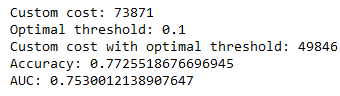 Custom cost: 73871
Optimal threshold: 0.1
Custom cost with optimal threshold: 49846
Accuracy: 0.7725518676696945
AUC: 0.7530012138907647